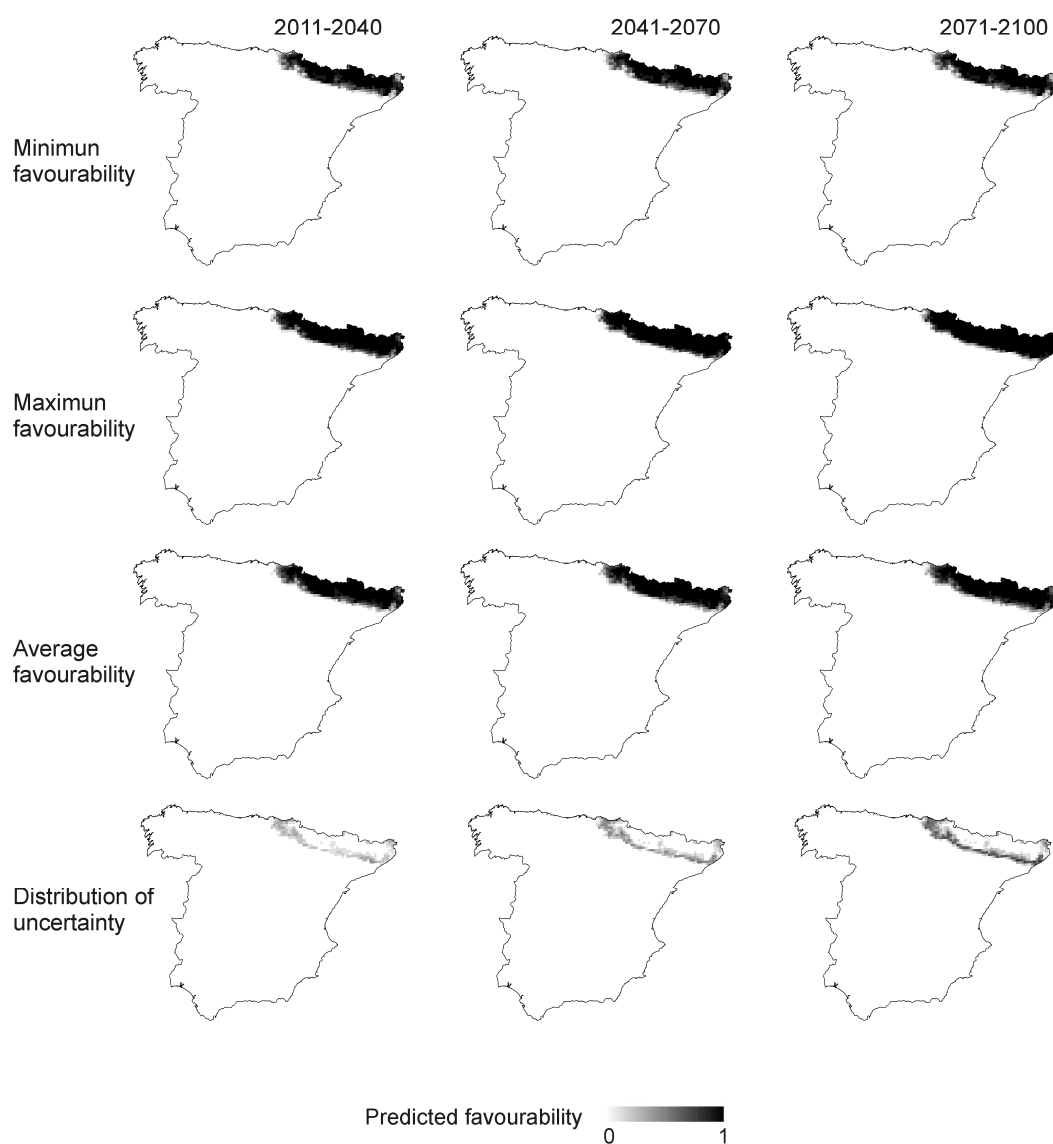 2011-2040
2041-2070
2071-2100
Minimun
favourability
Maximun
favourability
Average
favourability
Distribution of
uncertainty
Predicted favourability
0
1